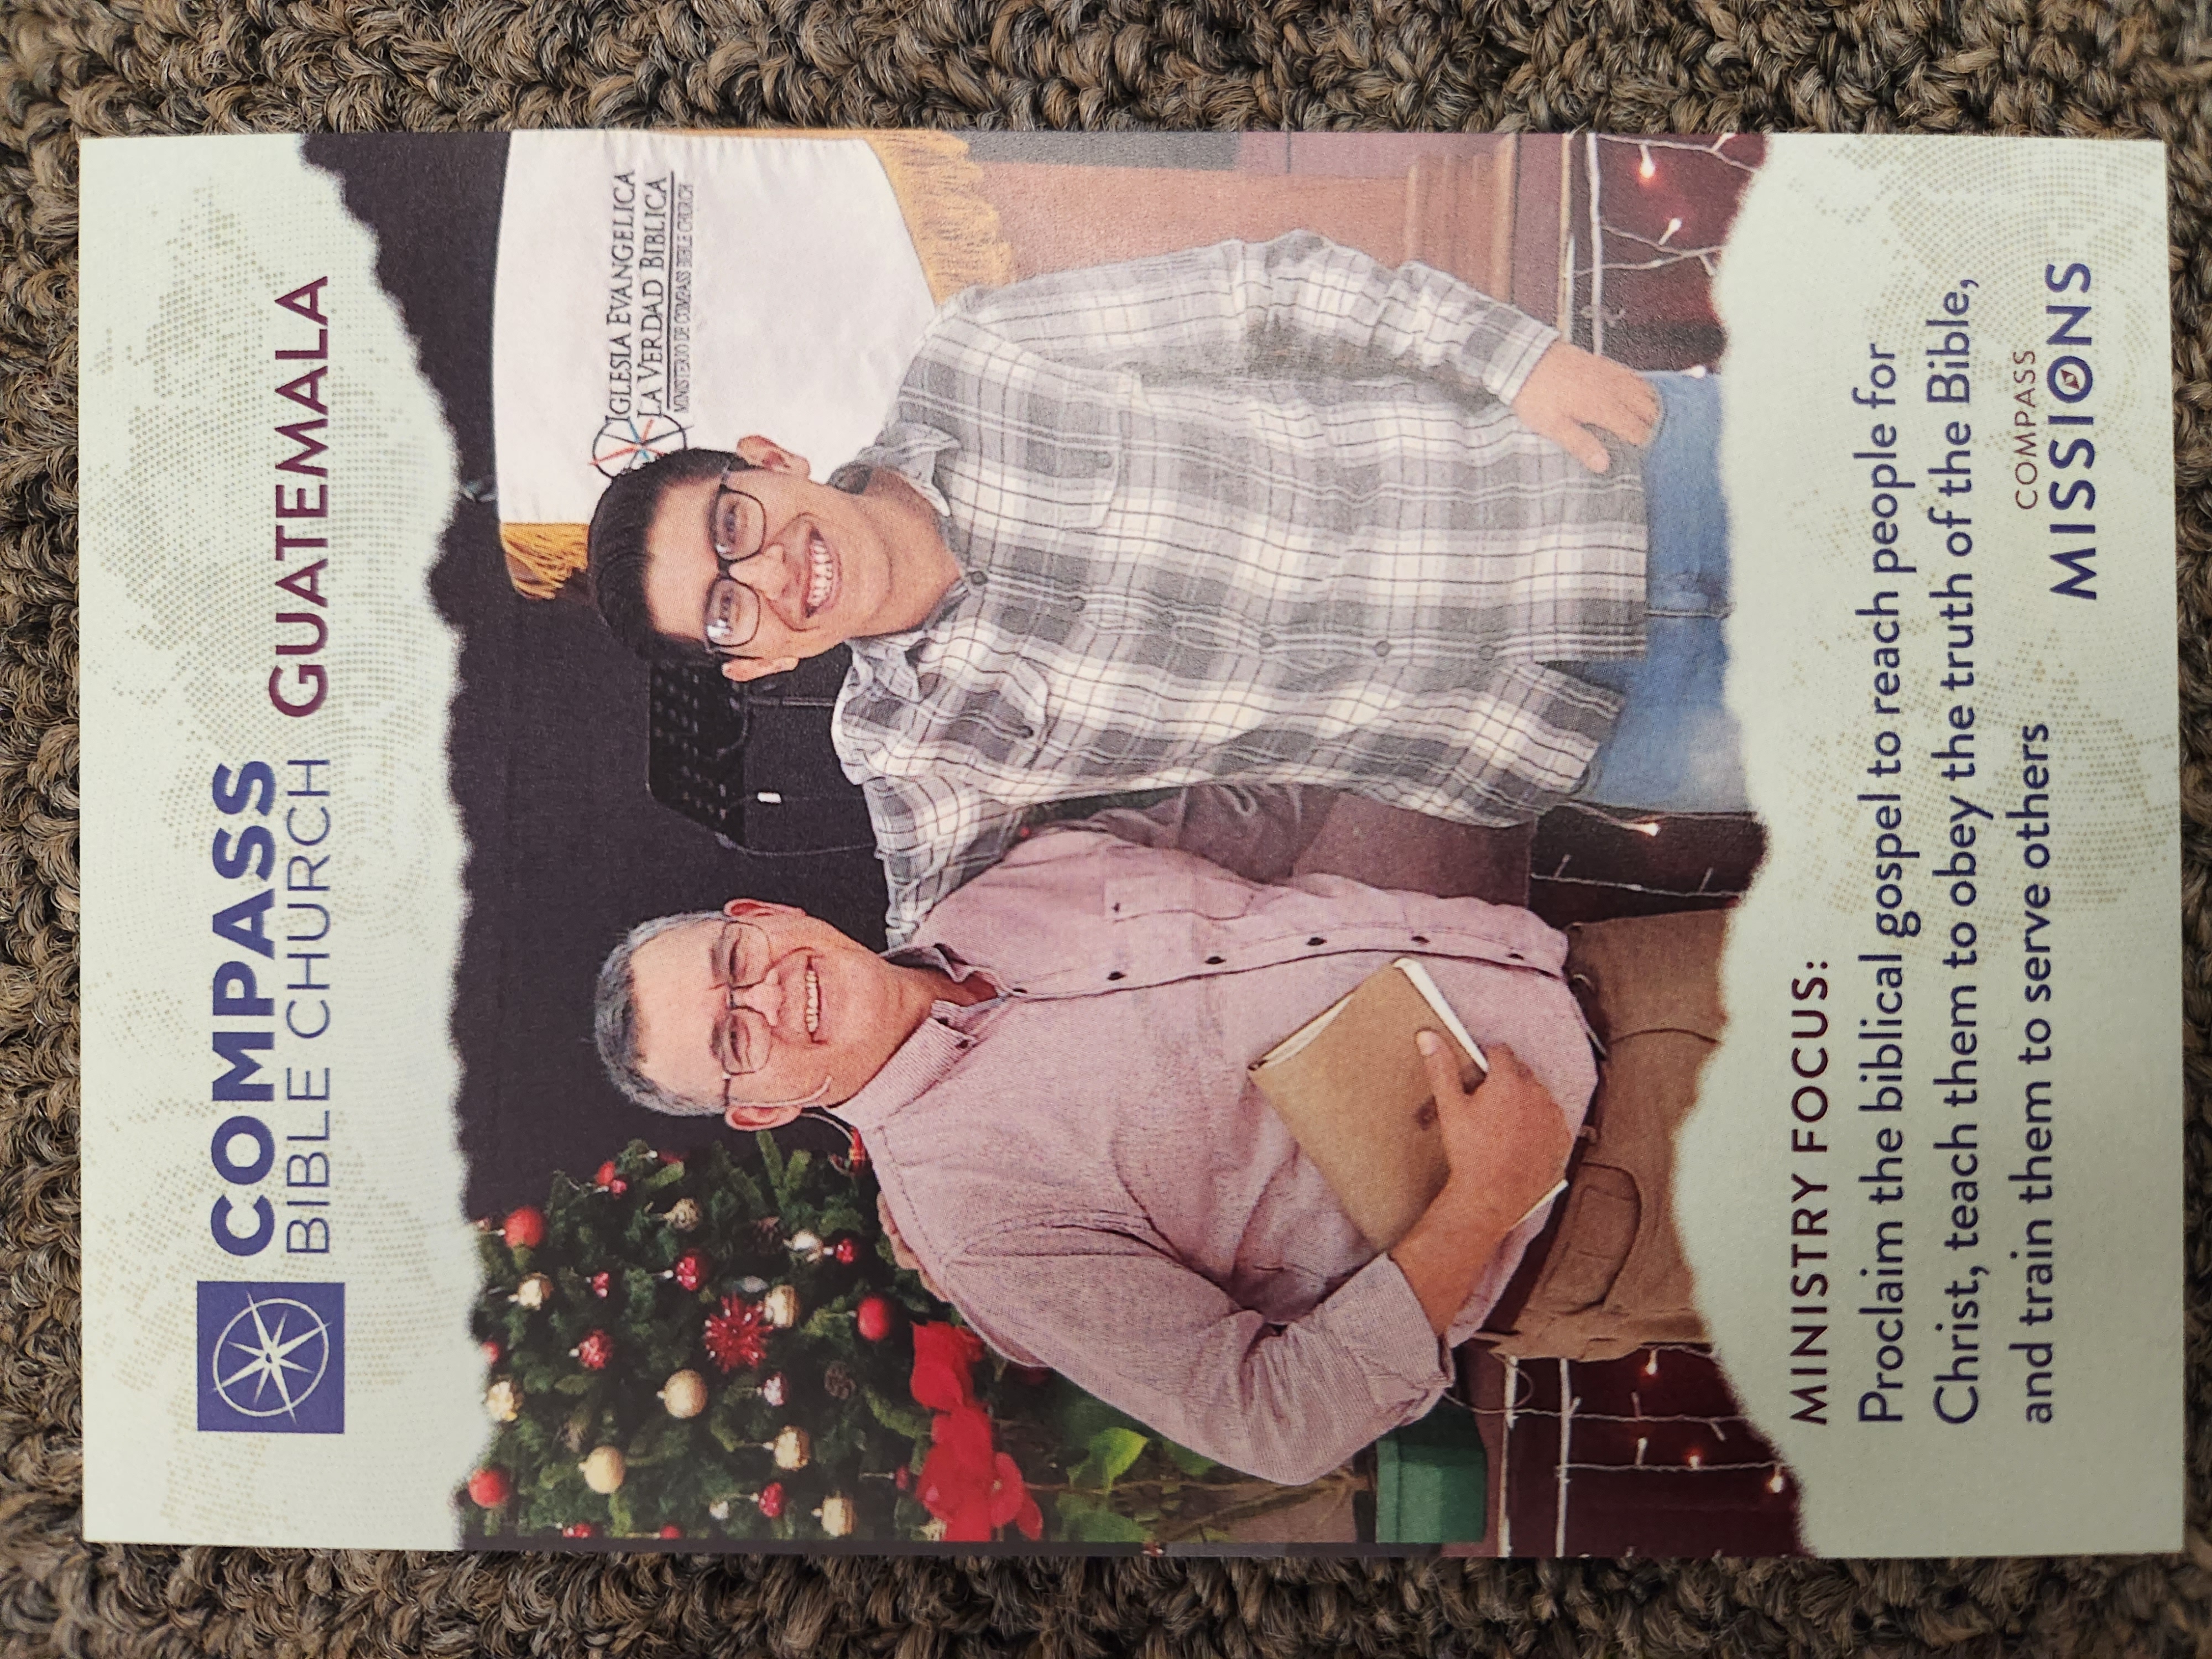 COMPASS
BIBLE CHURCH GUATEMALA
IGLESIA EVANGELICA
LA VERDAD BIBLICA
MINISTERIO DE COMPASS BIBLE CHURCH
MINISTRY FOCUS:
Proclaim the biblical gospel to reach people for
Christ, teach them to obey the truth of the Bible,
and train them to serve others
COMPASS
MISSIONS